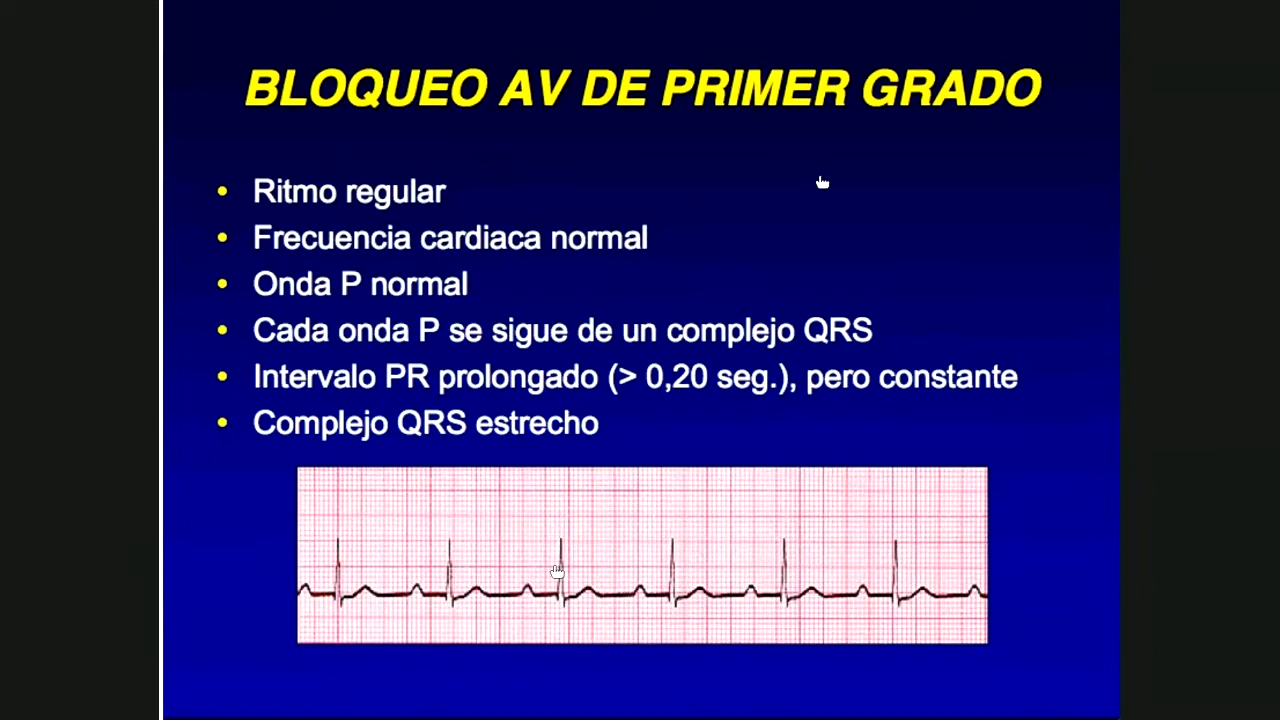 BLOQUEO AV DE PRIMER GRADO
• Ritmo regular
• Frecuencia cardiaca normal
• Onda P normal
• Cada onda P se sigue de un complejo QRS
• Intervalo PR prolongado (> 0,20 seg.), pero constante
• Complejo QRS estrecho